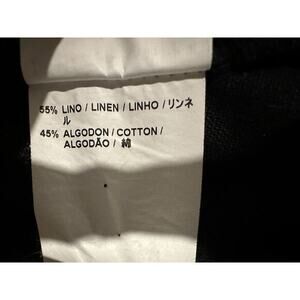 55% LINO / LINEN / LINHO / リンネ
ル
45% ALGODON / COTTON /
ALGODÃO / 綿